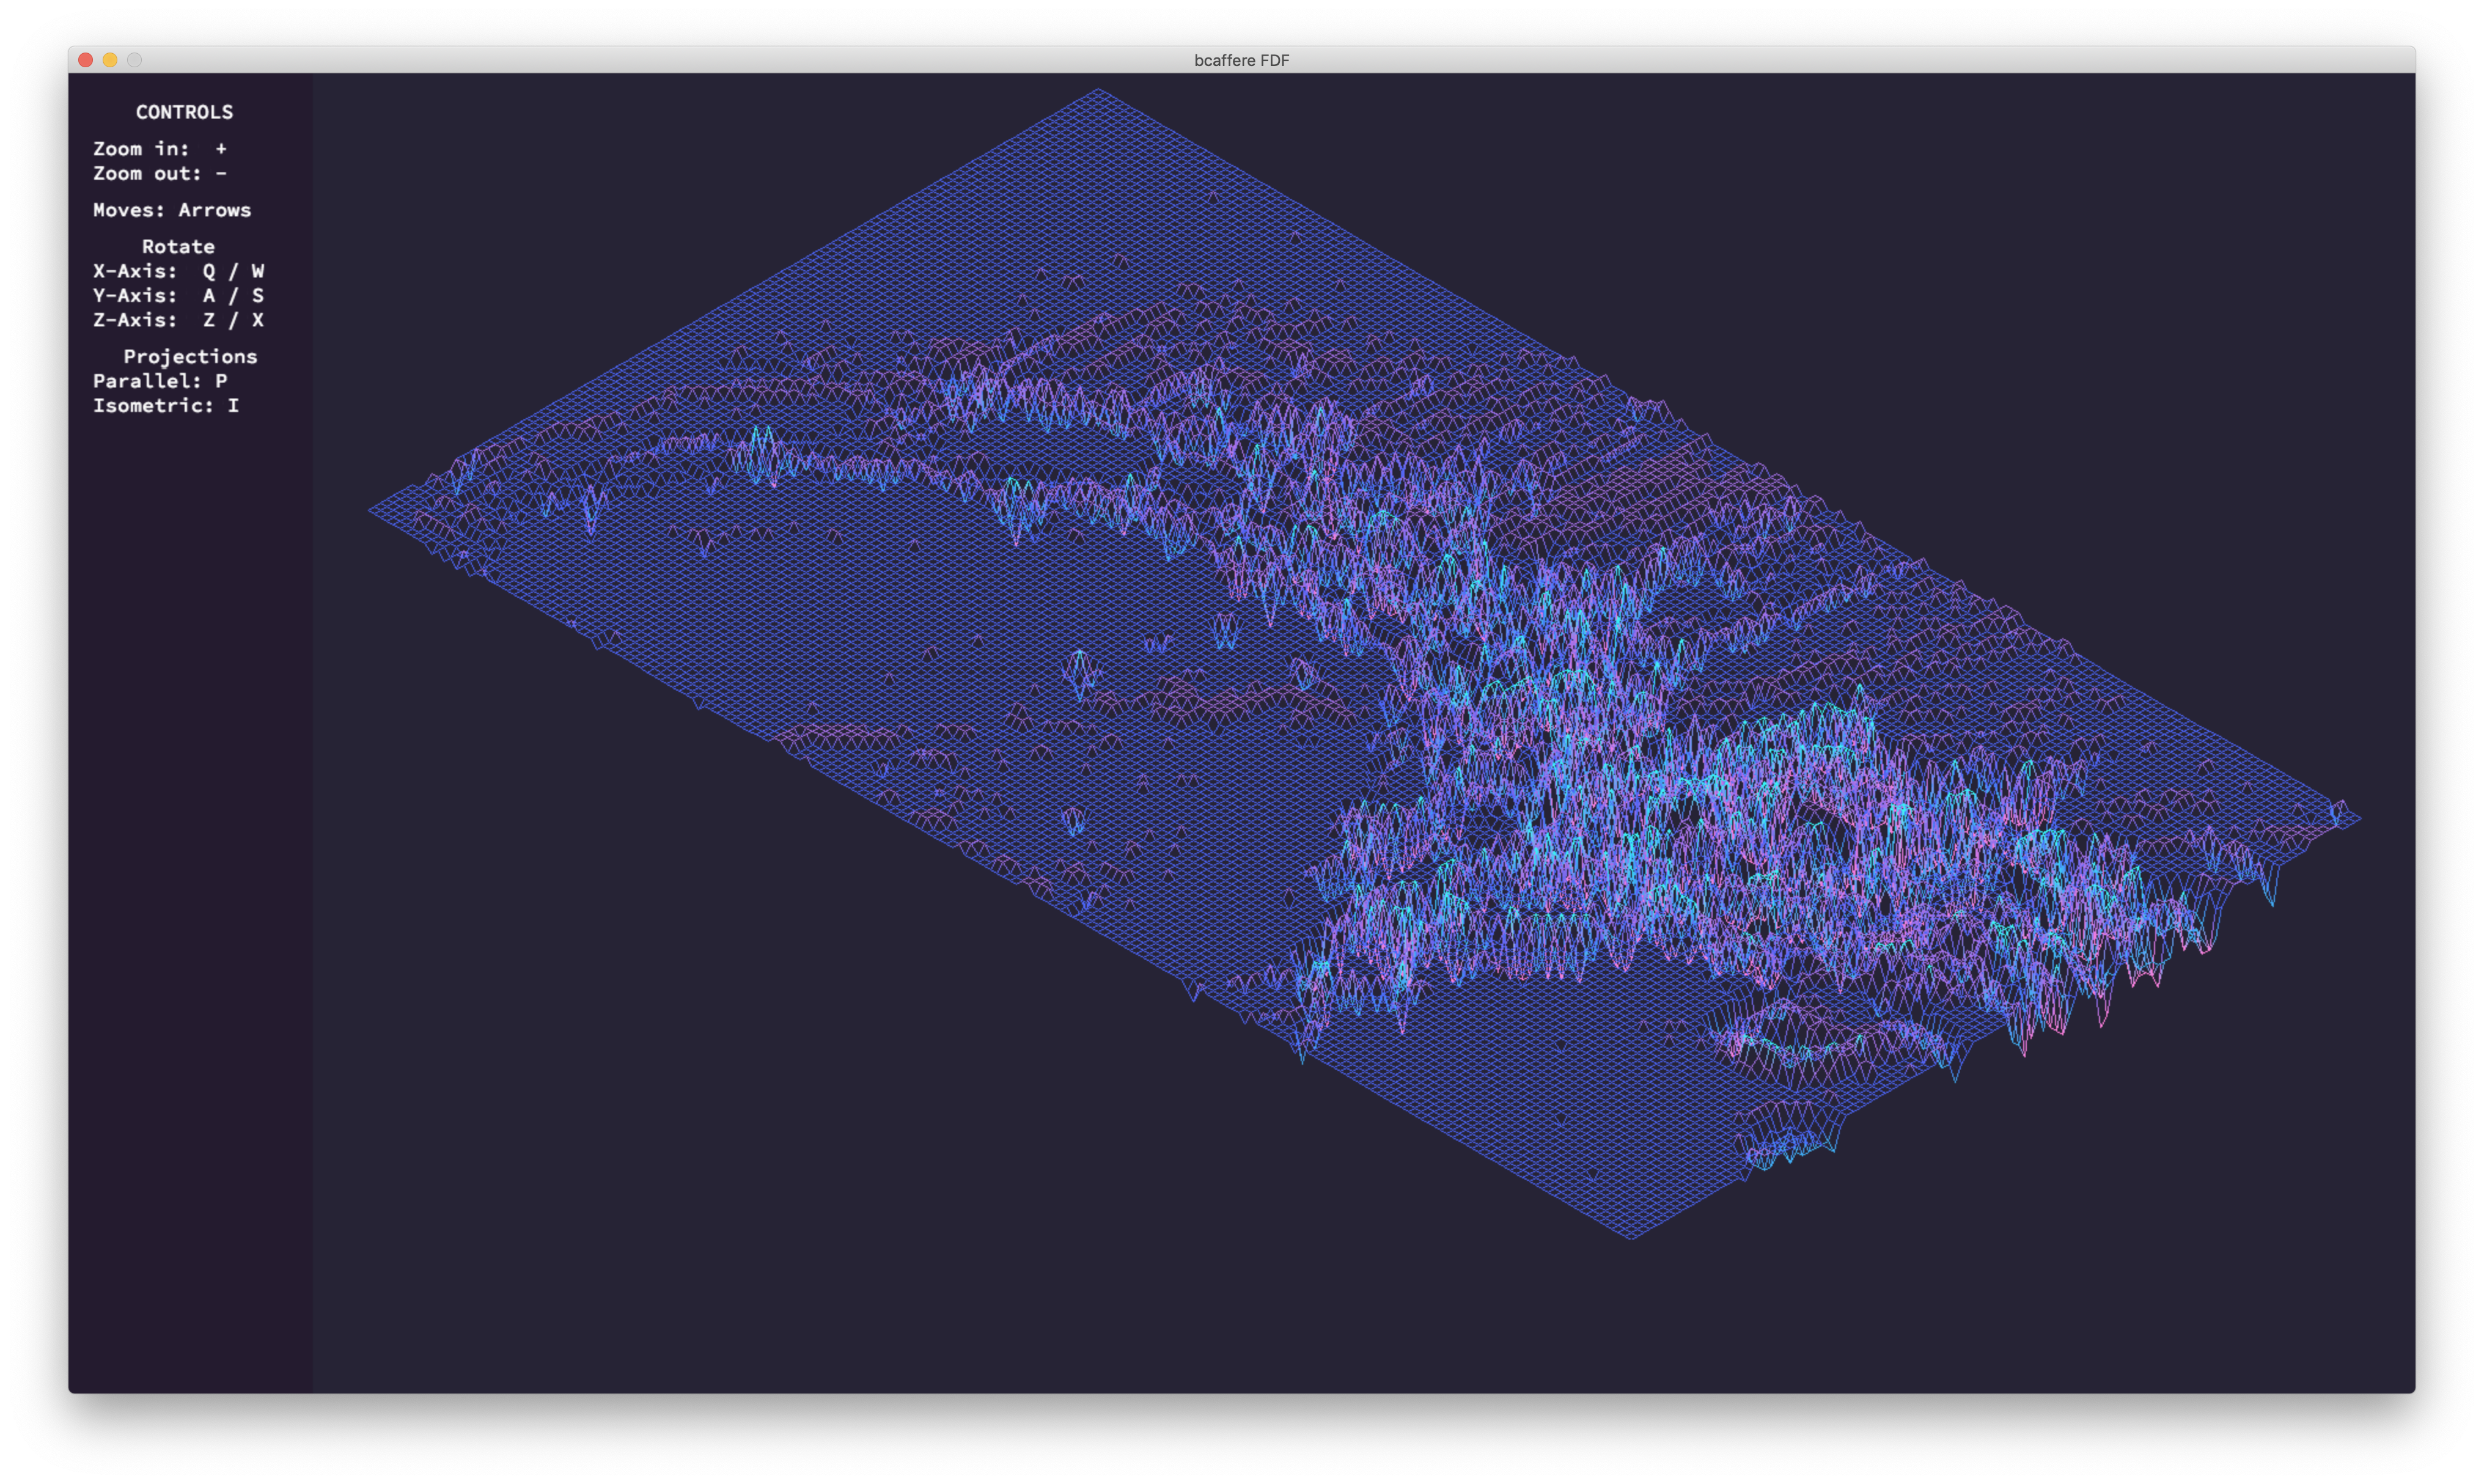 bcaffere FDF
CONTROLS
Zoom in: +
Zoom out: -
Moves: Arrows
Rotate
X-Axis: Q / W
Y-Axis: A / S
Z-Axis: Z / X
Projections
Parallel: P
Isometric: I